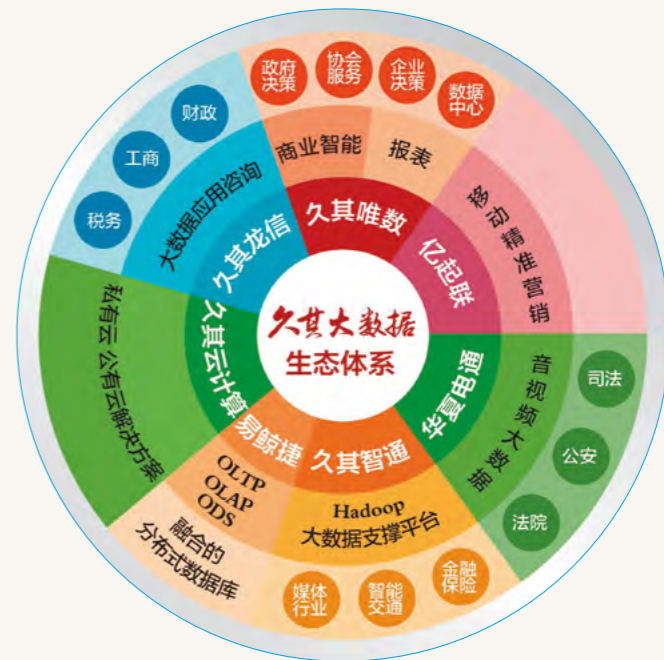 久其大数据
生态体系
久其唯数
商业智能
报表
政府
决策
协会
服务
企业
决策
数据
中心
亿起联
移动精准营销
华夏电通
音视频大数据
司法
公安
法院
久其智通
Hadoop
大数据支撑平台
金融
保险
智能
交通
媒体
行业
易鲸捷
OLTP
OLAP
ODS
融合的
分布式数据库
久其云计算
私有云 公有云解决方案
久其龙信
大数据应用咨询
税务
工商
财政